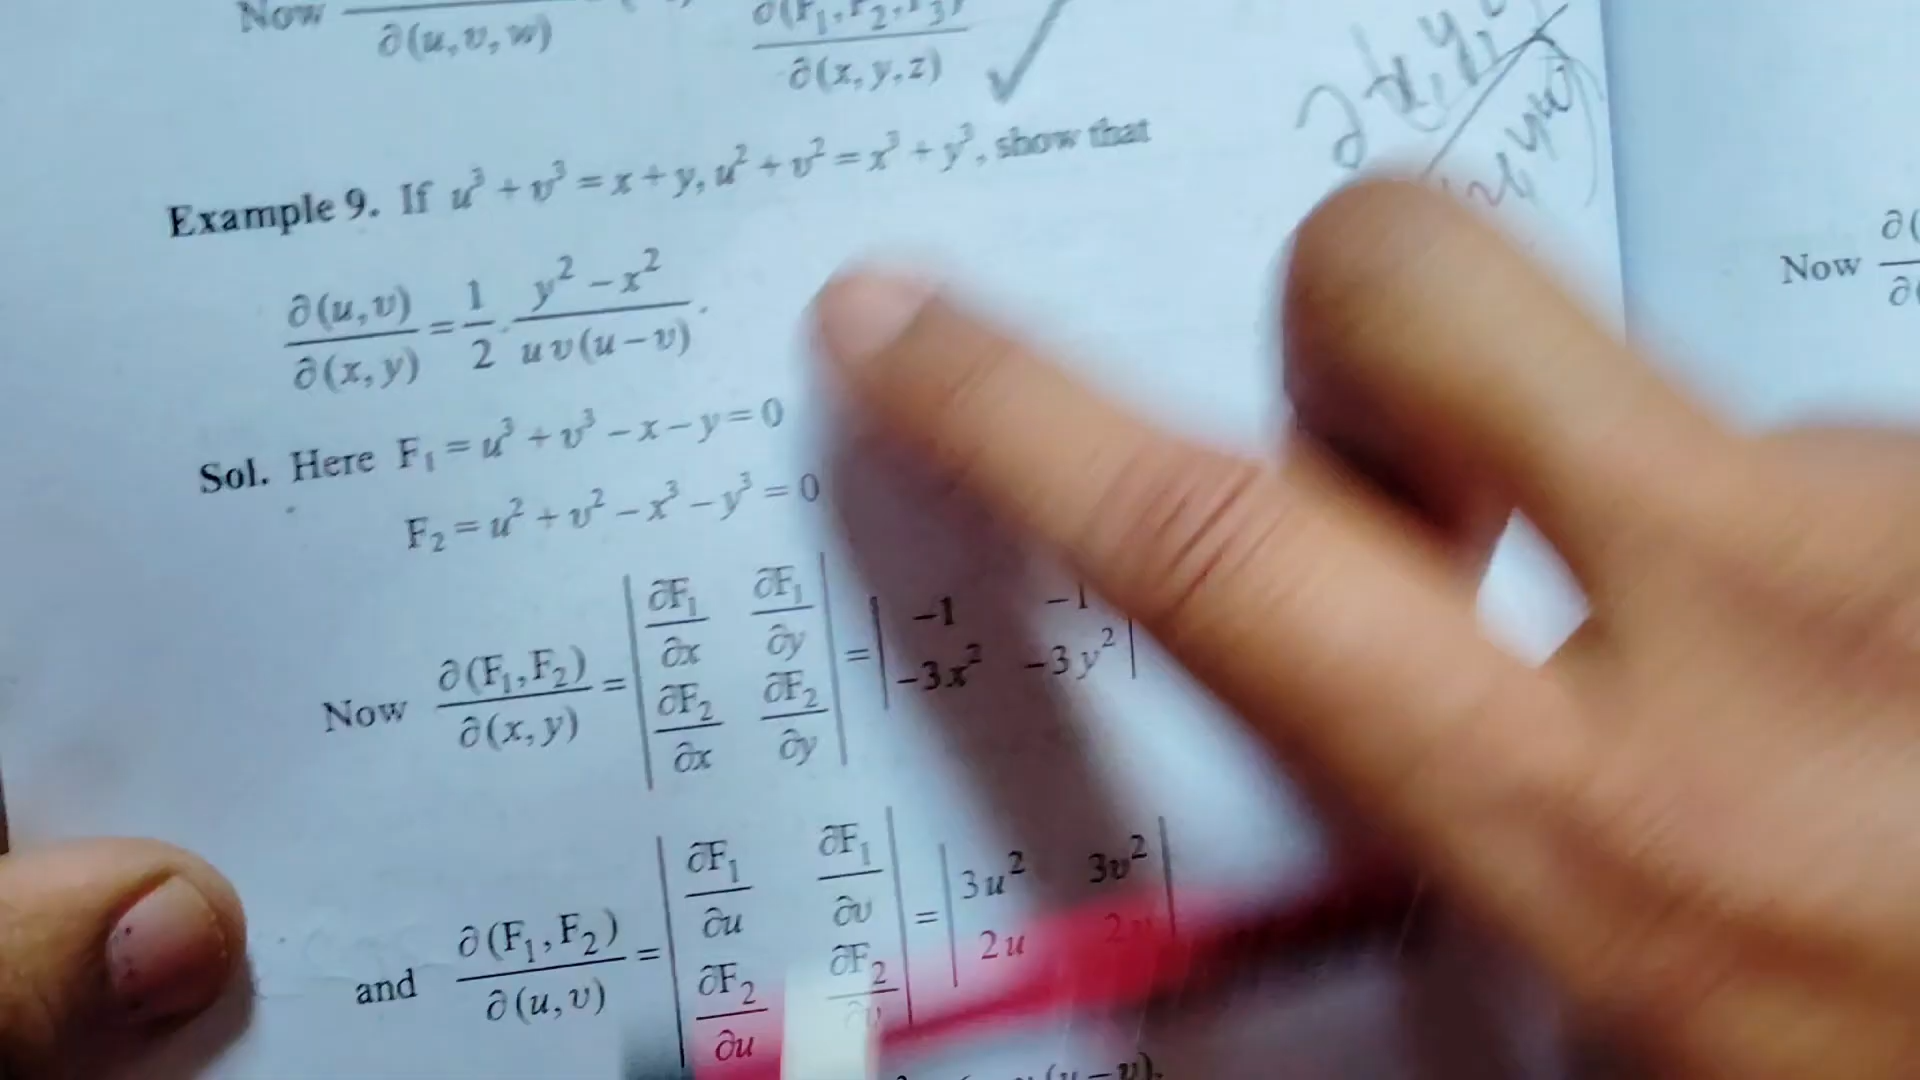 Now
∂(u,v,w)
∂(F₁,F₂,F₃)
∂(x,y,z)
Example 9. If u³ + v³ = x + y, u² + v² = x³ + y³, show that
∂(u,v)/∂(x,y) = 1/2 · (y² − x²)/(u v (u − v)).
Sol. Here F₁ = u³ + v³ − x − y = 0
F₂ = u² + v² − x³ − y³ = 0
Now ∂(F₁,F₂)/∂(x,y) = | ∂F₁/∂x ∂F₁/∂y | = | −1 −1 |
| ∂F₂/∂x ∂F₂/∂y | | −3x² −3y² |
and ∂(F₁,F₂)/∂(u,v) = | ∂F₁/∂u ∂F₁/∂v | = | 3u² 3v² |
| ∂F₂/∂u ∂F₂/∂v | | 2u 2v |
(u − v).
Now